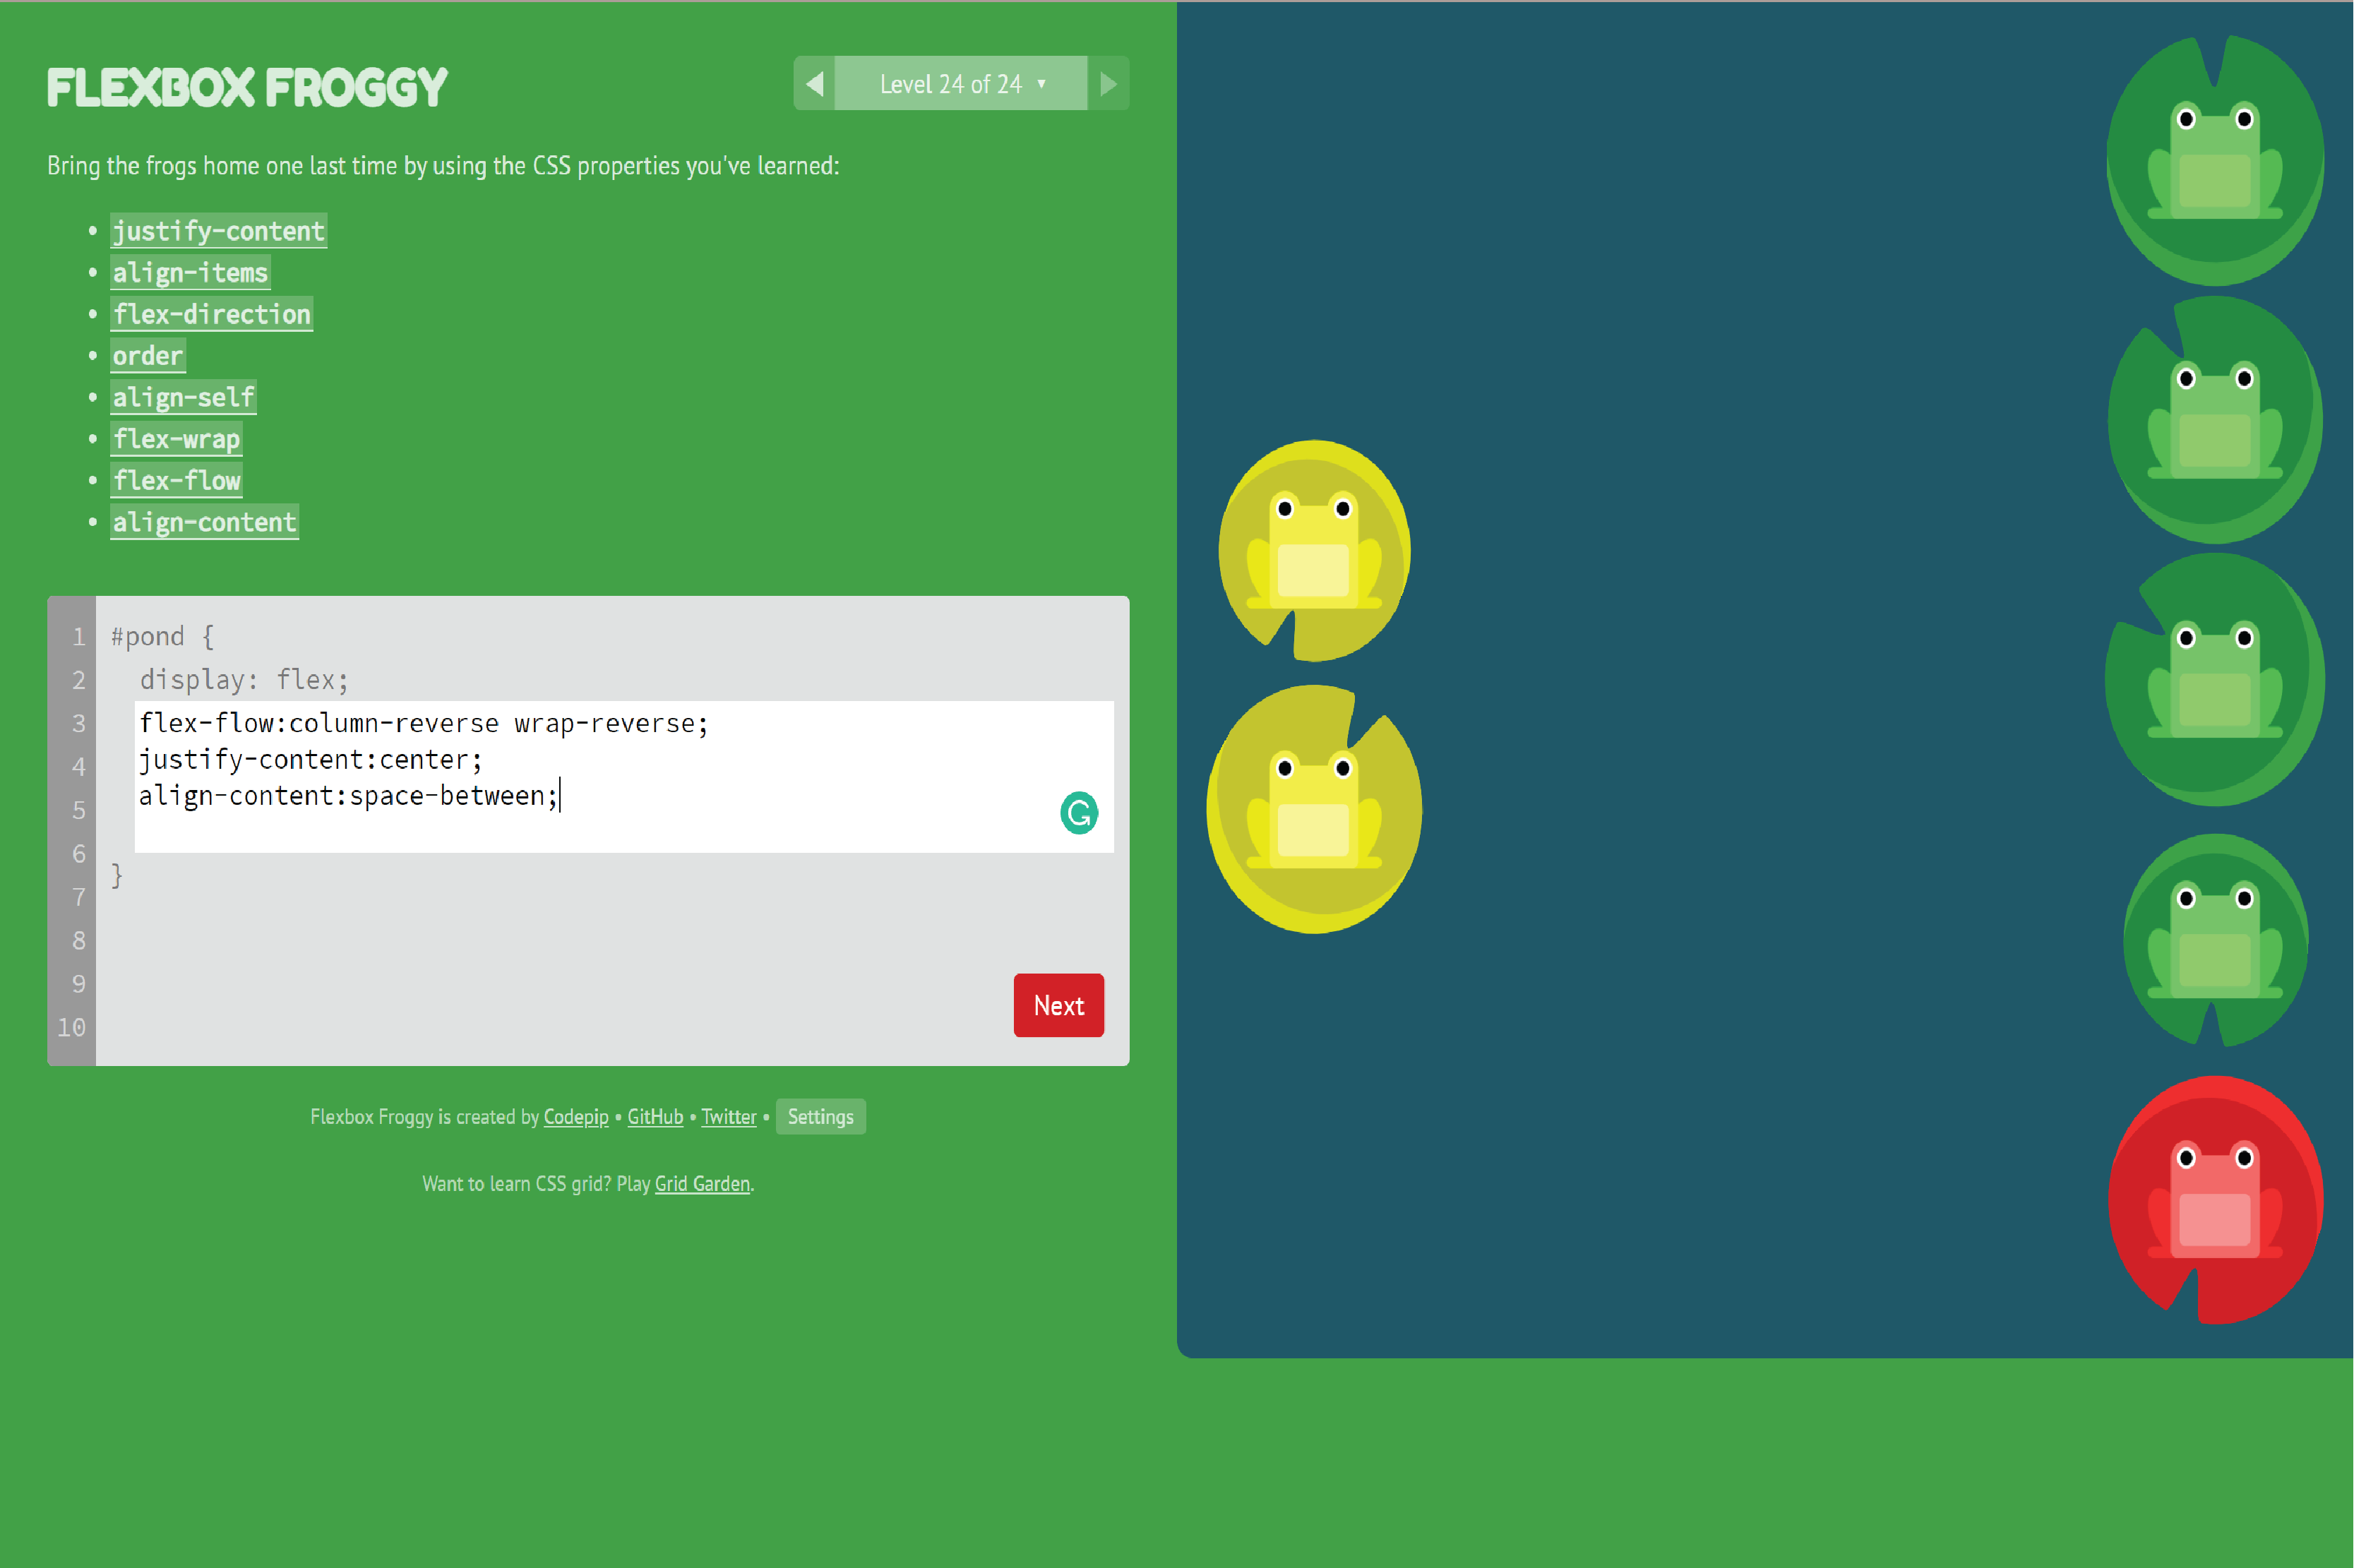 FLEXBOX FROGGY
Level 24 of 24 ▼
Bring the frogs home one last time by using the CSS properties you've learned:
• justify-content
• align-items
• flex-direction
• order
• align-self
• flex-wrap
• flex-flow
• align-content
1 #pond {
2 display: flex;
3 flex-flow:column-reverse wrap-reverse;
4 justify-content:center;
5 align-content:space-between;
6
7 }
8
9
10
G
Next
Flexbox Froggy is created by Codepip • GitHub • Twitter • Settings
Want to learn CSS grid? Play Grid Garden.